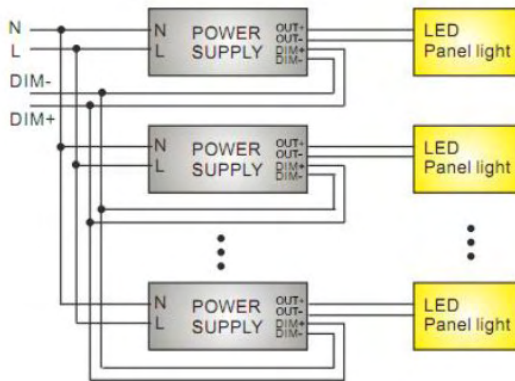 N
L
DIM-
DIM+
N
L
POWER
SUPPLY
OUT+
OUT-
DIM+
DIM-
LED
Panel light
N
L
POWER
SUPPLY
OUT+
OUT-
DIM+
DIM-
LED
Panel light
N
L
POWER
SUPPLY
OUT+
OUT-
DIM+
DIM-
LED
Panel light